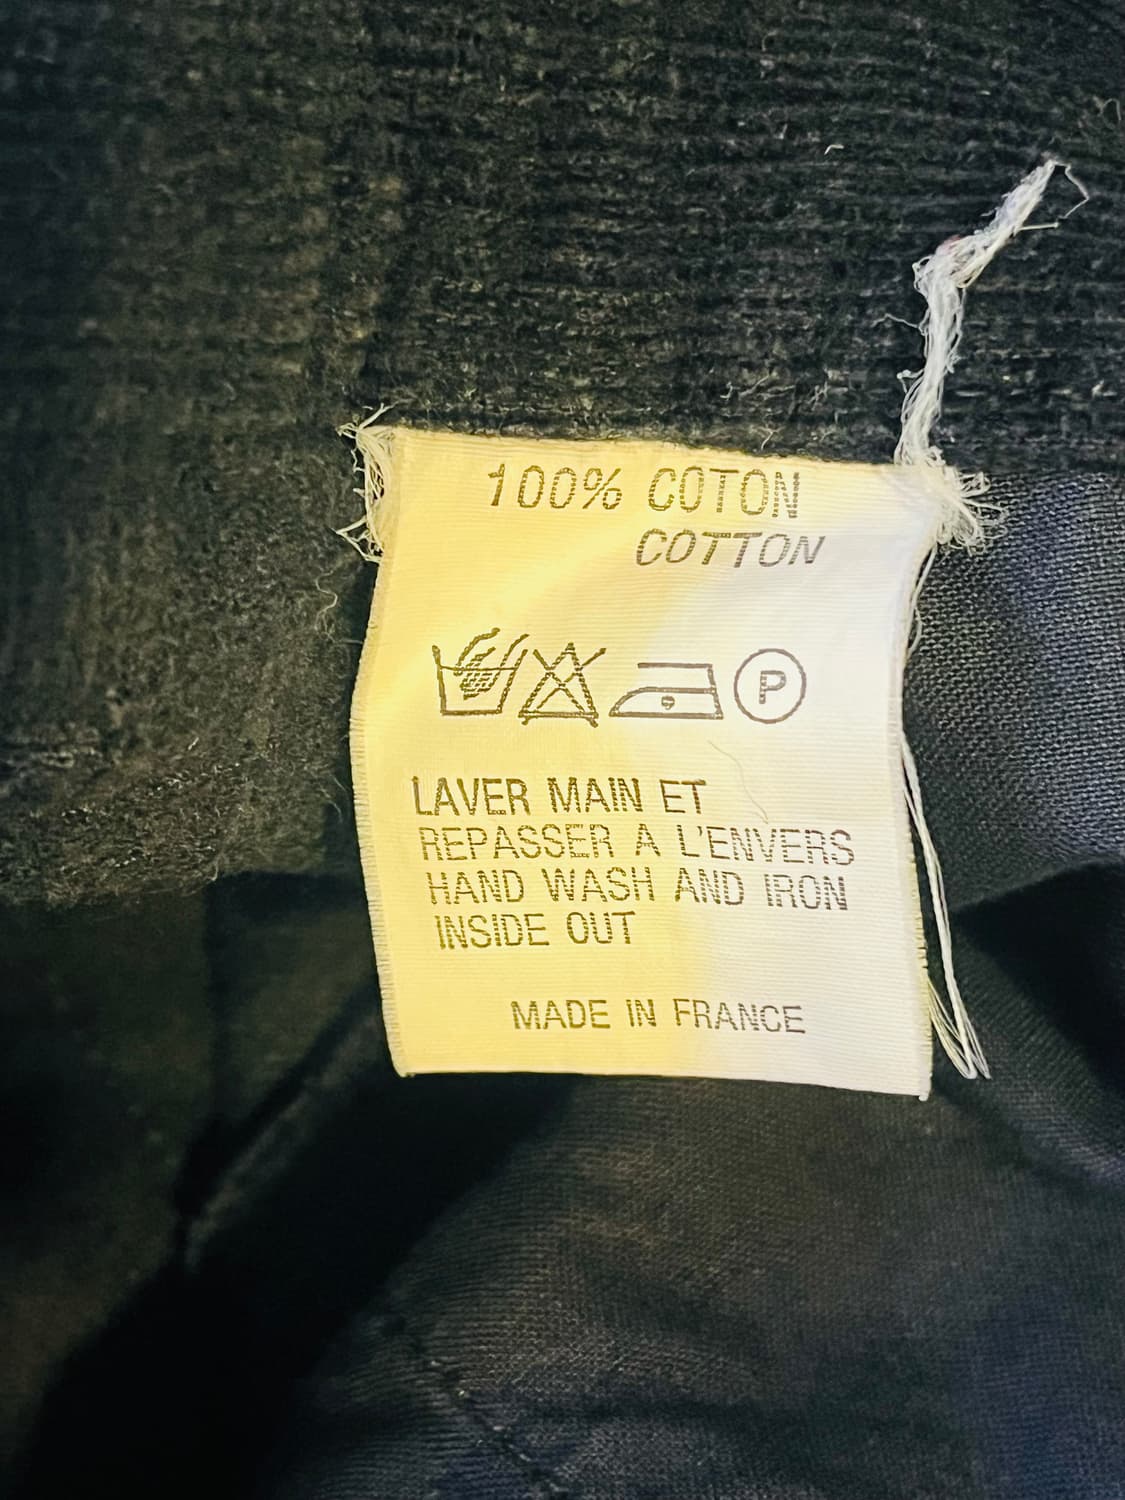 100% COTON
COTTON
P
LAVER MAIN ET
REPASSER A L'ENVERS
HAND WASH AND IRON
INSIDE OUT
MADE IN FRANCE